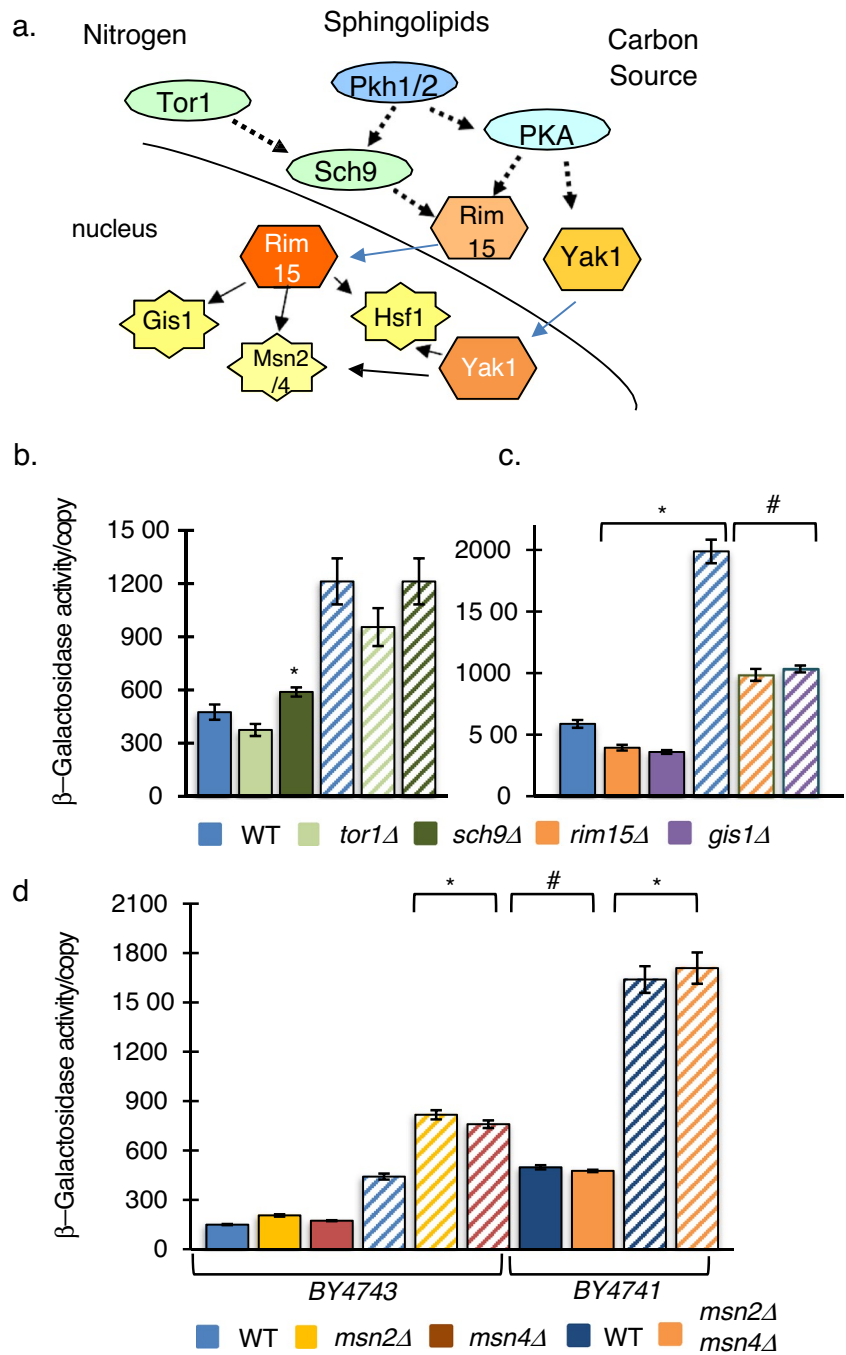 a.
Nitrogen
Sphingolipids
Carbon
Source
Tor1
Pkh1/2
PKA
Sch9
nucleus
Rim
15
Rim
15
Yak1
Gis1
Hsf1
Msn2
/4
Yak1
b.
c.
β–Galactosidase activity/copy
15 00
1200
900
600
300
0
*
2000
15 00
1000
5 00
0
*
#
WT
tor1Δ
sch9Δ
rim15Δ
gis1Δ
d
β–Galactosidase activity/copy
2100
1800
15 00
1200
900
600
300
0
*
#
*
BY4743
BY4741
WT
msn2Δ
msn4Δ
WT
msn2Δ
msn4Δ